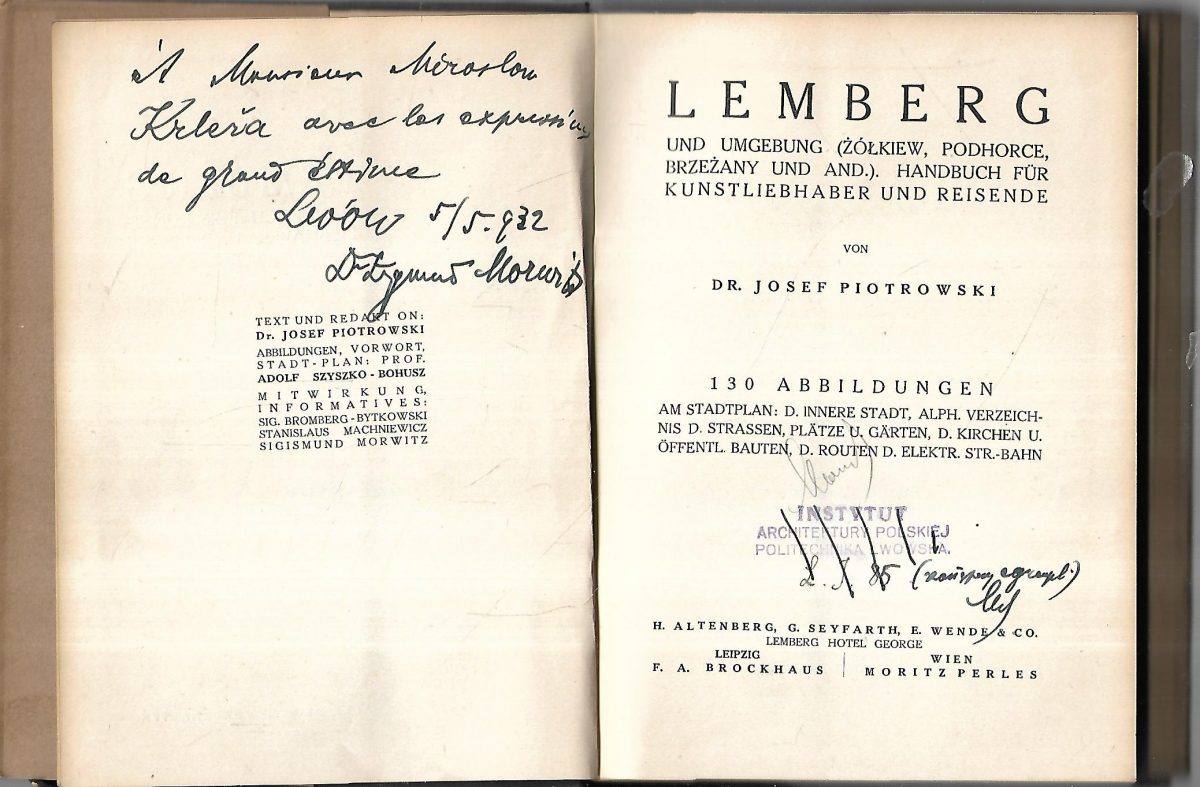 A Monsieur Miroslav
Krleža avec les expressions
de grand estime
Lwów 5/5.932
Dr Zygmunt Morwitz
TEXT UND REDAKTION:
Dr. JOSEF PIOTROWSKI
ABBILDUNGEN, VORWORT,
STADT-PLAN: PROF.
ADOLF SZYSZKO-BOHUSZ
MITWIRKUNG,
INFORMATIVES:
SIG. BROMBERG-BYTKOWSKI
STANISLAUS MACHNIEWICZ
SIGISMUND MORWITZ
LEMBERG
UND UMGEBUNG (ŻÓŁKIEW, PODHORCE,
BRZEŻANY UND AND.). HANDBUCH FÜR
KUNSTLIEBHABER UND REISENDE
VON
DR. JOSEF PIOTROWSKI
130 ABBILDUNGEN
AM STADTPLAN: D. INNERE STADT, ALPH. VERZEICH-
NIS D. STRASSEN, PLÄTZE U. GÄRTEN, D. KIRCHEN U.
ÖFFENTL. BAUTEN, D. ROUTEN D. ELEKTR. STR.-BAHN
INSTYTUT
ARCHITEKTURY POLSKIEJ
POLITECHNIKA LWOWSKA.
H. ALTENBERG, G. SEYFARTH, E. WENDE & CO.
LEMBERG HOTEL GEORGE
LEIPZIG
F. A. BROCKHAUS
WIEN
MORITZ PERLES